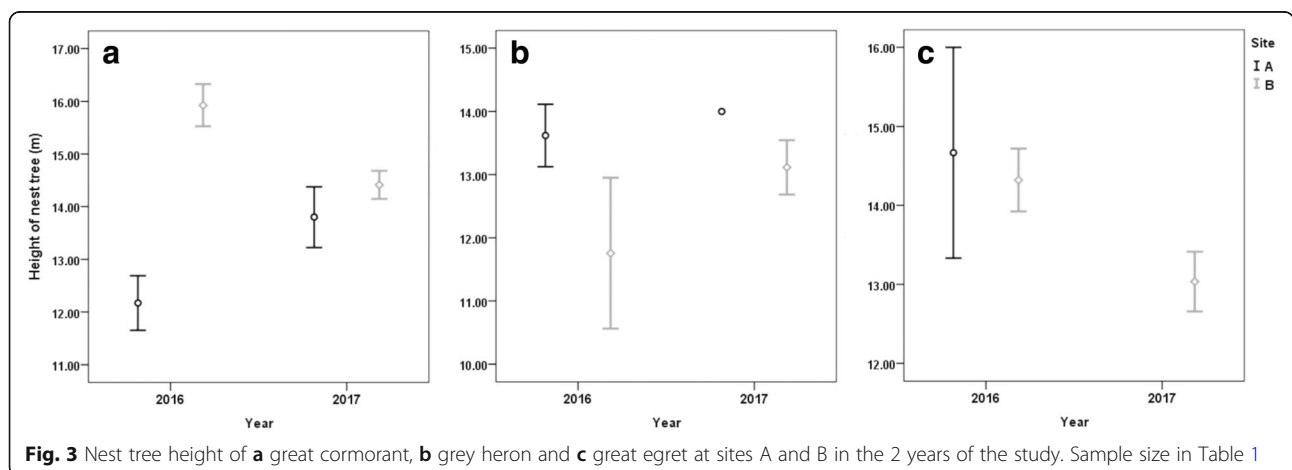 a
17.00
16.00
15.00
14.00
13.00
12.00
11.00
Height of nest tree (m)
2016 2017
Year
b
15.00
14.00
13.00
12.00
11.00
10.00
2016 2017
Year
c
16.00
15.00
14.00
13.00
12.00
2016 2017
Year
Site
A
B
Fig. 3 Nest tree height of a great cormorant, b grey heron and c great egret at sites A and B in the 2 years of the study. Sample size in Table 1